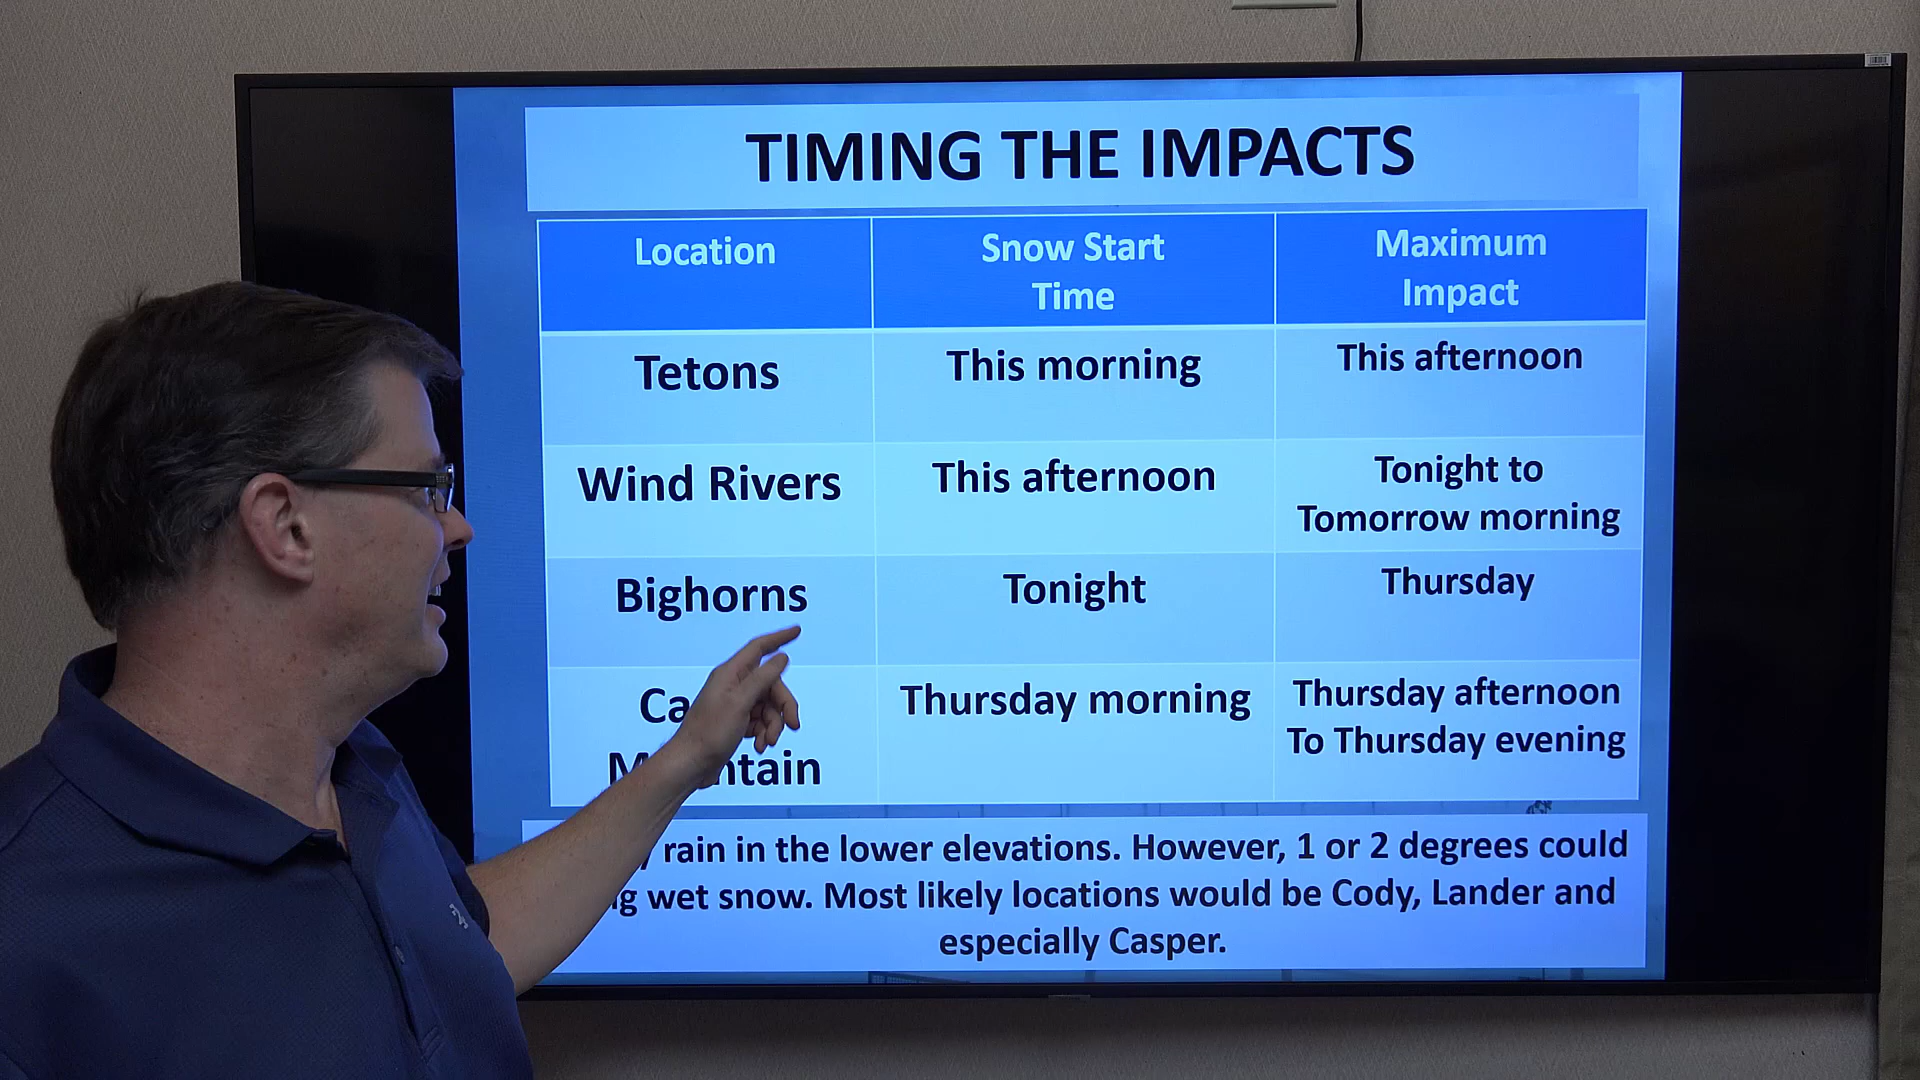 TIMING THE IMPACTS
Location
Snow Start
Time
Maximum
Impact
Tetons
This morning
This afternoon
Wind Rivers
This afternoon
Tonight to
Tomorrow morning
Bighorns
Tonight
Thursday
Thursday morning
Thursday afternoon
To Thursday evening
rain in the lower elevations. However, 1 or 2 degrees could
wet snow. Most likely locations would be Cody, Lander and
especially Casper.